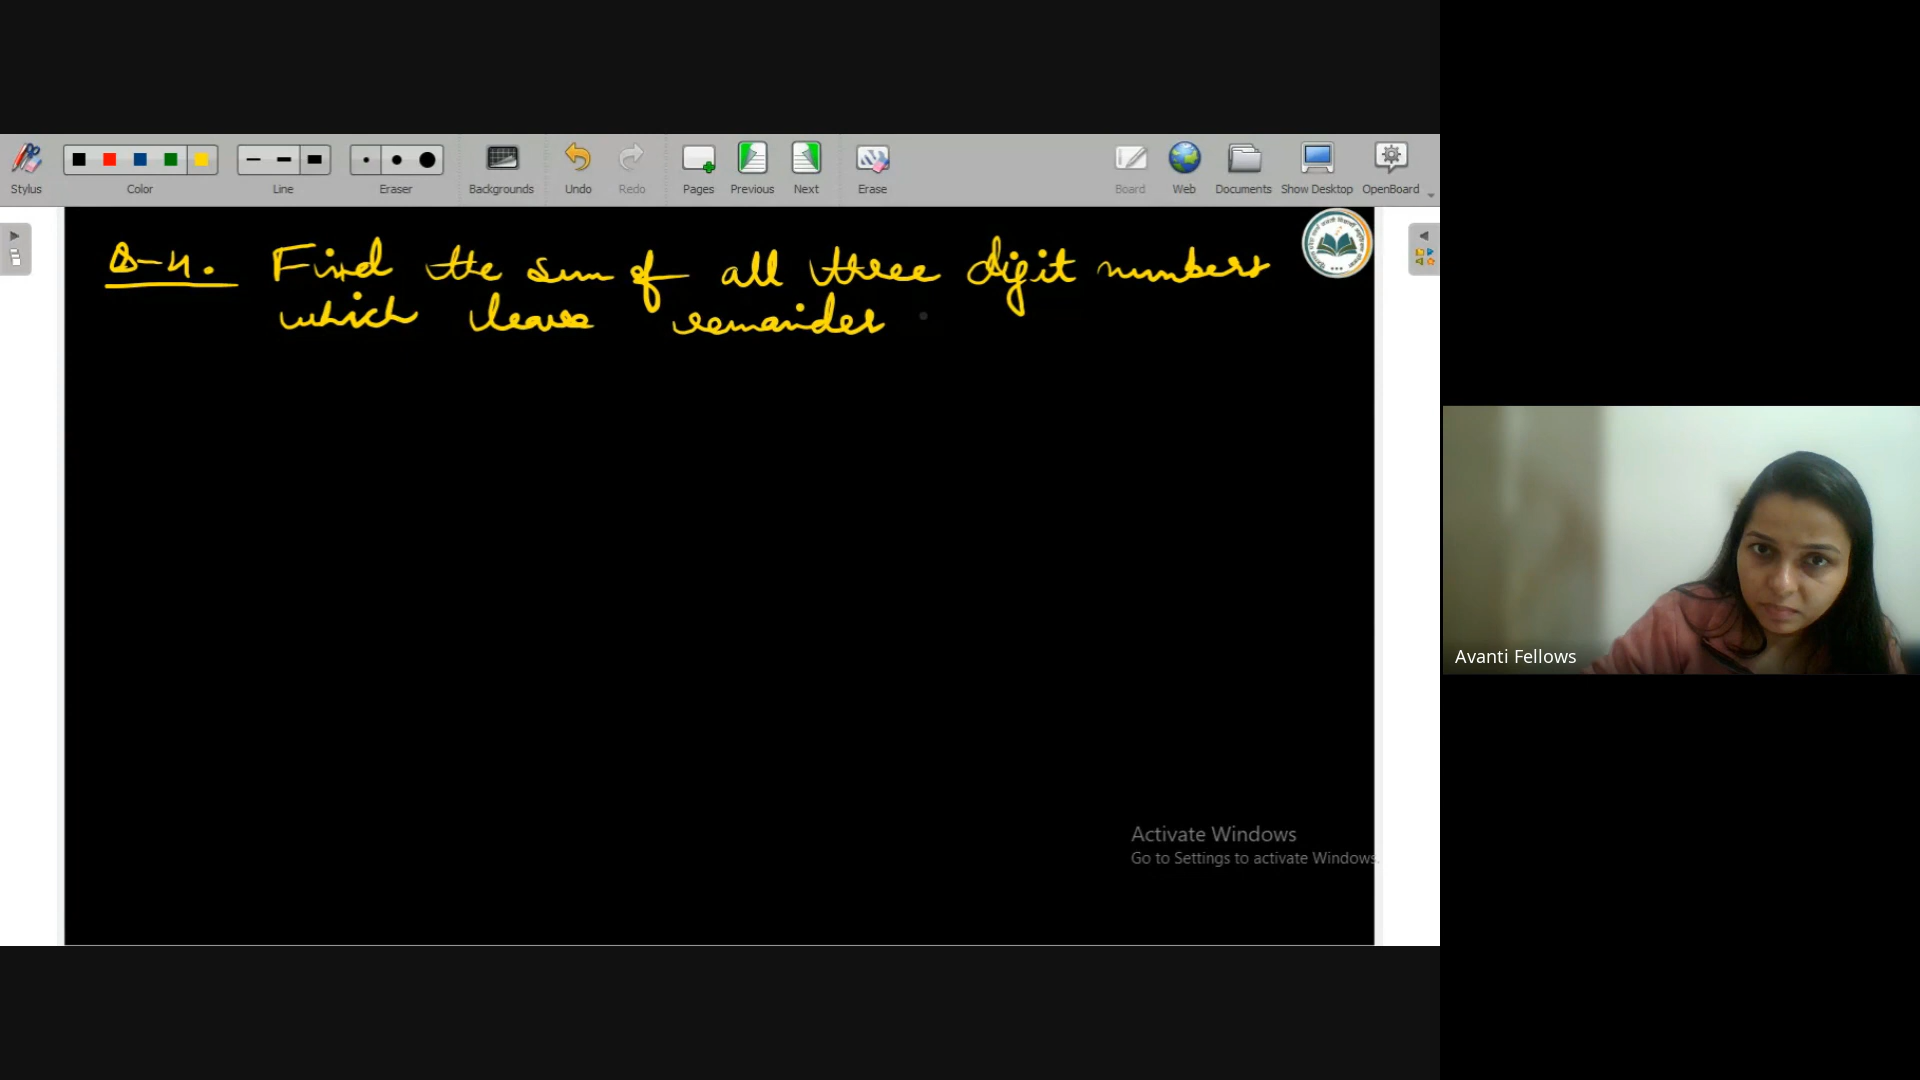 Stylus Color Line Eraser Backgrounds Undo Redo Pages Previous Next Erase Board Web Documents Show Desktop OpenBoard
Q-4. Find the sum of all three digit numbers
which leave remainder
Avanti Fellows
Activate Windows
Go to Settings to activate Windows.